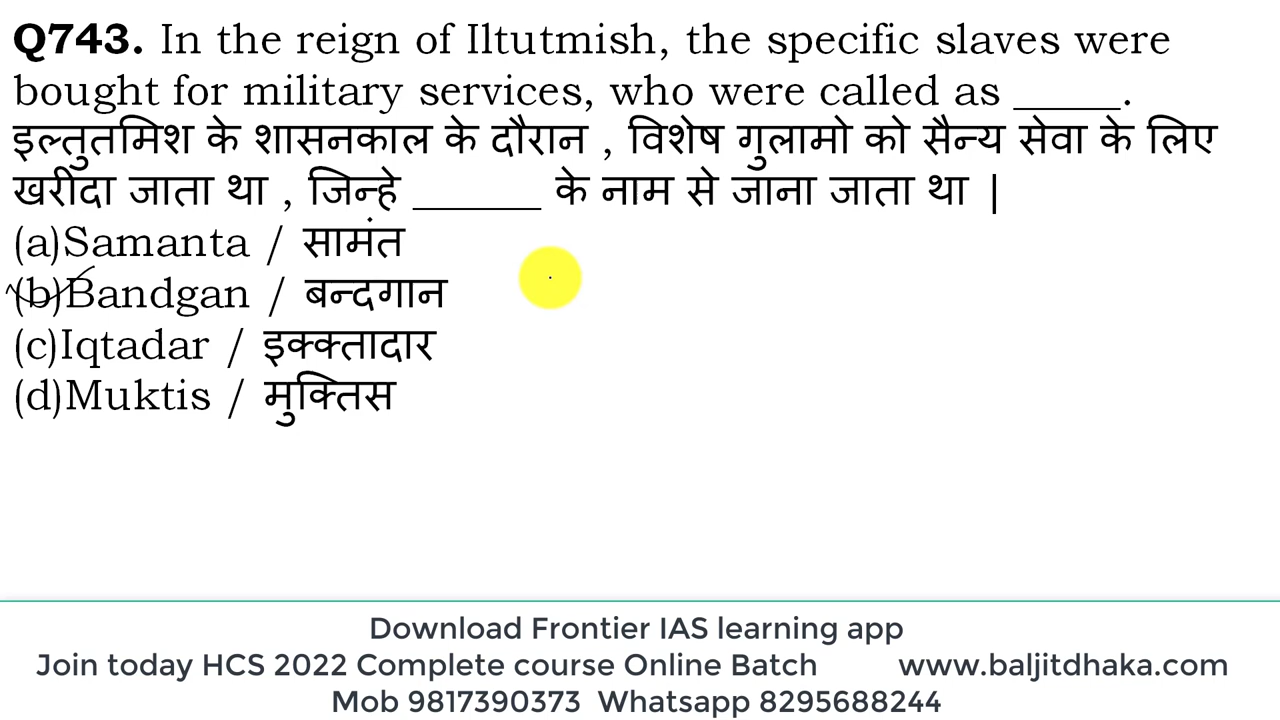 Q743. In the reign of Iltutmish, the specific slaves were
bought for military services, who were called as _____.
इल्तुतमिश के शासनकाल के दौरान , विशेष गुलामो को सैन्य सेवा के लिए
खरीदा जाता था , जिन्हे ______ के नाम से जाना जाता था |
(a)Samanta / सामंत
(b)Bandgan / बन्दगान
(c)Iqtadar / इक्क्तादार
(d)Muktis / मुक्तिस
Download Frontier IAS learning app
Join today HCS 2022 Complete course Online Batch www.baljitdhaka.com
Mob 9817390373 Whatsapp 8295688244